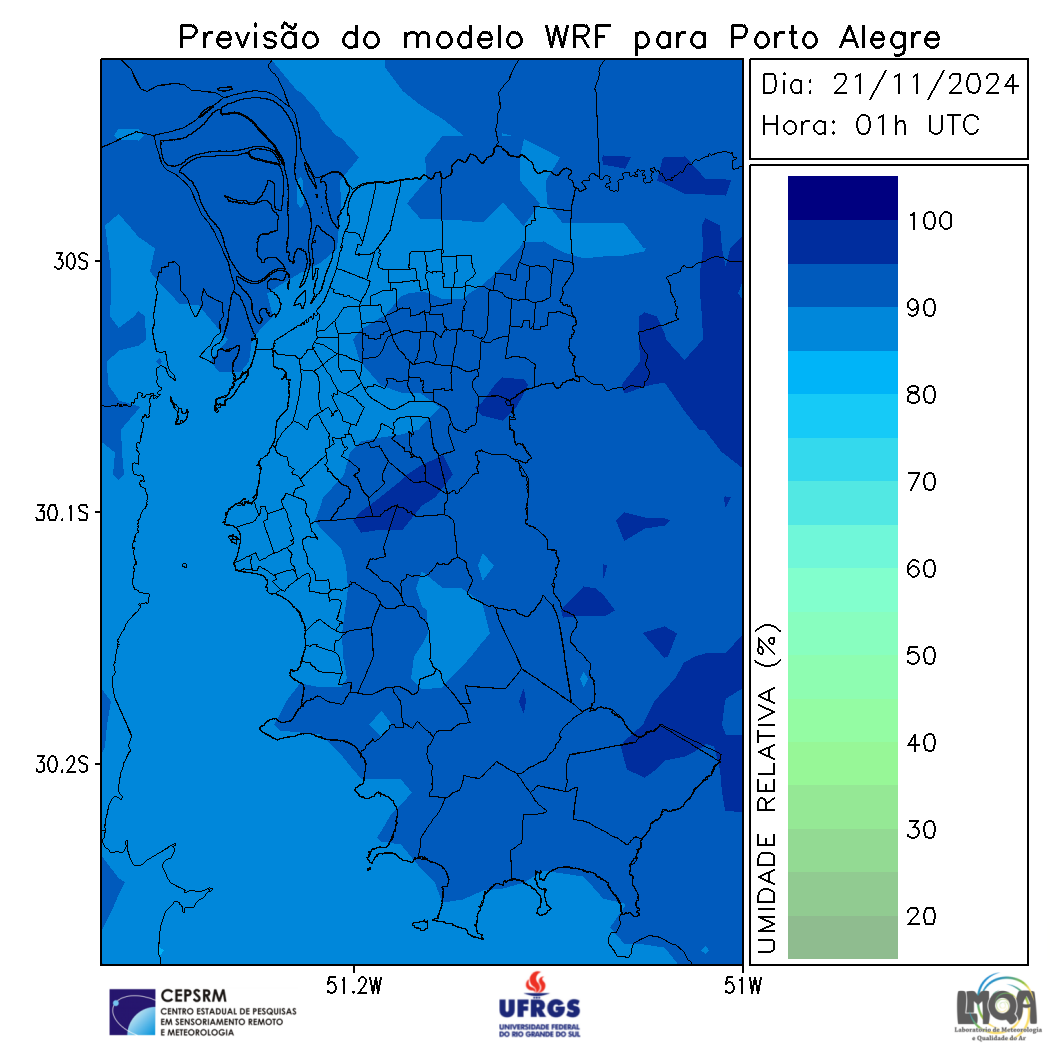 Previsão do modelo WRF para Porto Alegre
Dia: 21/11/2024
Hora: 01h UTC
30S
30.1S
30.2S
51.2W
51W
100
90
80
70
60
50
40
30
20
UMIDADE RELATIVA (%)
CEPSRM
CENTRO ESTADUAL DE PESQUISAS
EM SENSORIAMENTO REMOTO
E METEOROLOGIA
UFRGS
UNIVERSIDADE FEDERAL
DO RIO GRANDE DO SUL
LMQA
Laboratório de Meteorologia
e Qualidade do Ar